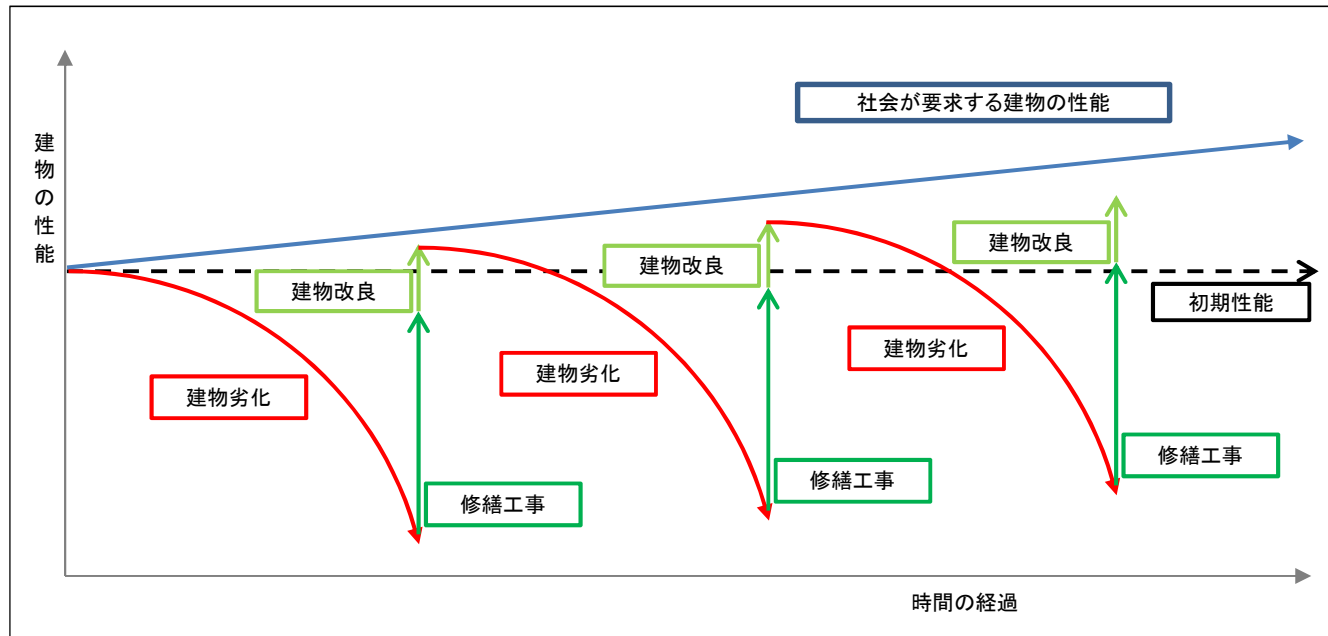 社会が要求する建物の性能
建物の性能
建物改良
建物改良
建物改良
初期性能
建物劣化
建物劣化
建物劣化
修繕工事
修繕工事
修繕工事
時間の経過